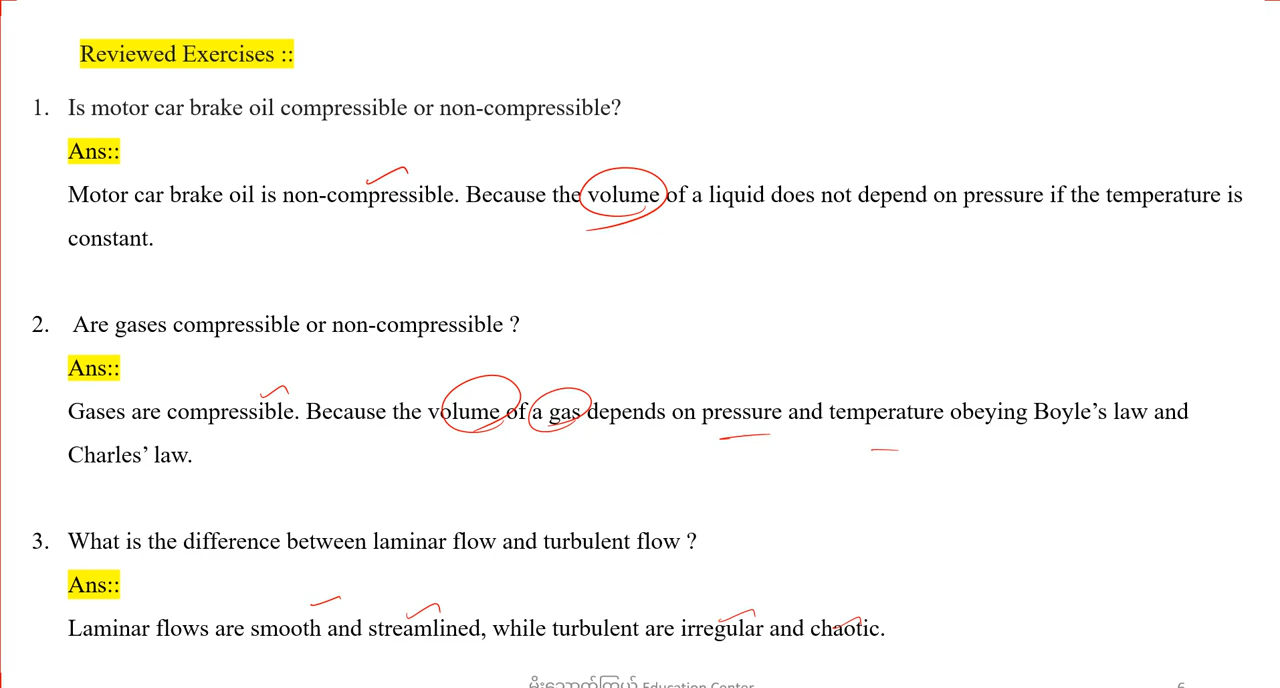 Reviewed Exercises ::
1. Is motor car brake oil compressible or non-compressible?
Ans::
Motor car brake oil is non-compressible. Because the volume of a liquid does not depend on pressure if the temperature is
constant.
2. Are gases compressible or non-compressible ?
Ans::
Gases are compressible. Because the volume of a gas depends on pressure and temperature obeying Boyle’s law and
Charles’ law.
3. What is the difference between laminar flow and turbulent flow ?
Ans::
Laminar flows are smooth and streamlined, while turbulent are irregular and chaotic.
Education Center
6